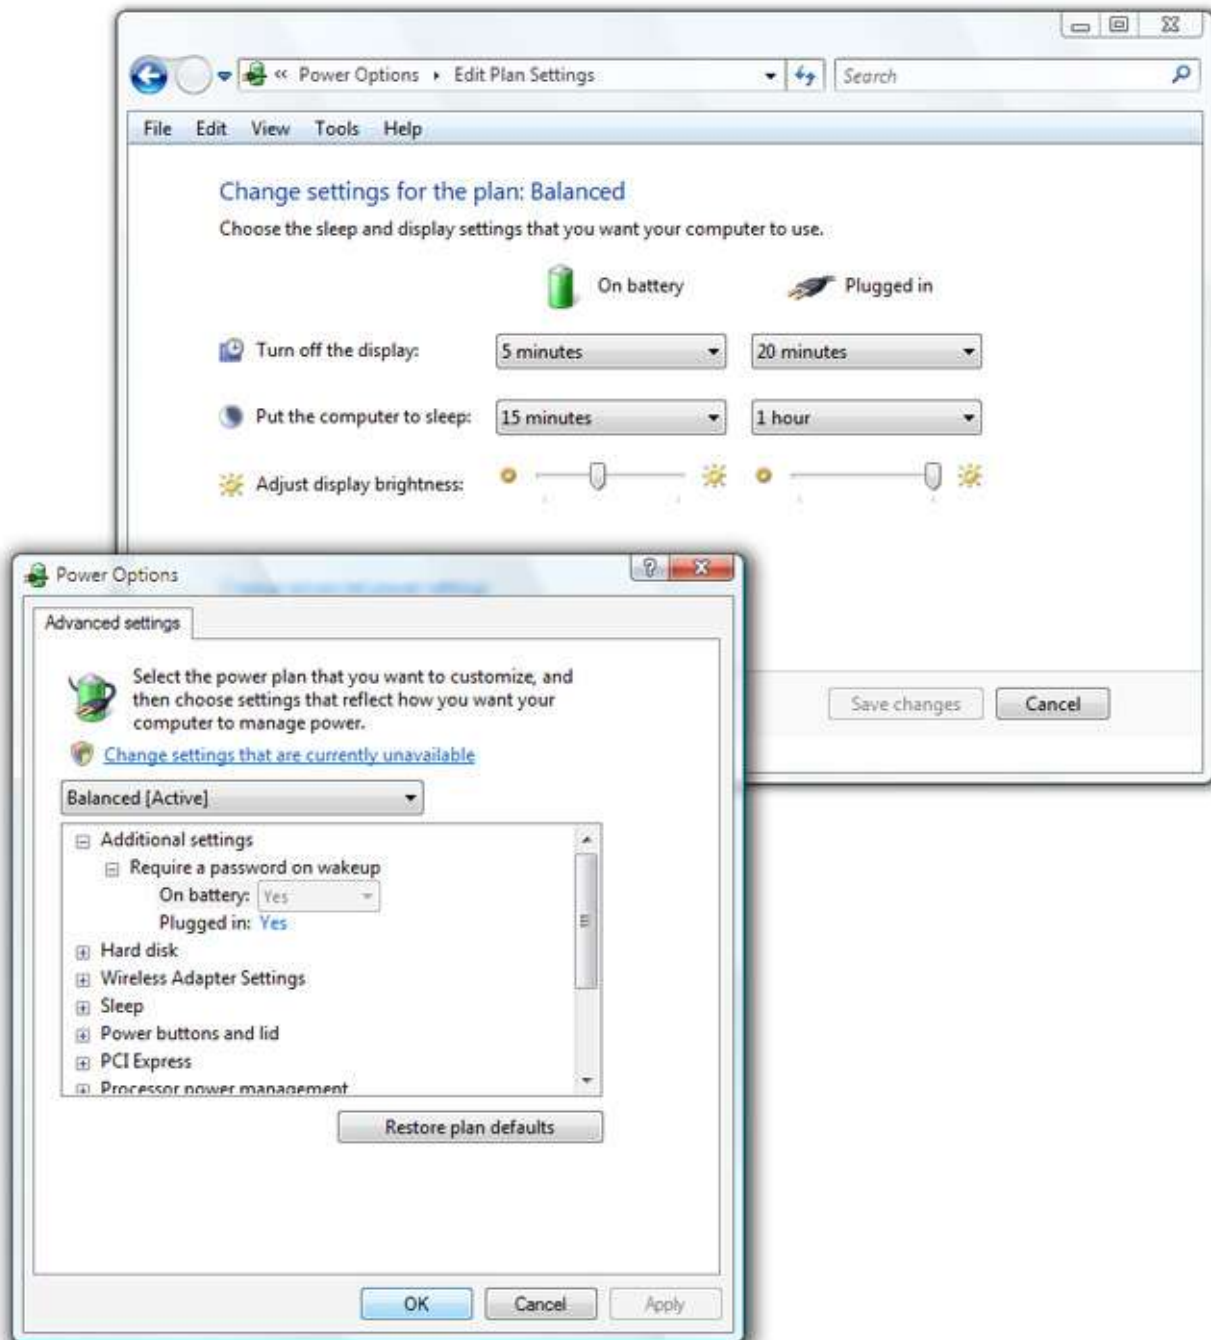 « Power Options ▸ Edit Plan Settings
Search
File Edit View Tools Help
Change settings for the plan: Balanced
Choose the sleep and display settings that you want your computer to use.
On battery Plugged in
Turn off the display: 5 minutes 20 minutes
Put the computer to sleep: 15 minutes 1 hour
Adjust display brightness:
Save changes Cancel
Power Options
Advanced settings
Select the power plan that you want to customize, and
then choose settings that reflect how you want your
computer to manage power.
Change settings that are currently unavailable
Balanced [Active]
Additional settings
Require a password on wakeup
On battery: Yes
Plugged in: Yes
Hard disk
Wireless Adapter Settings
Sleep
Power buttons and lid
PCI Express
Processor power management
Restore plan defaults
OK Cancel Apply